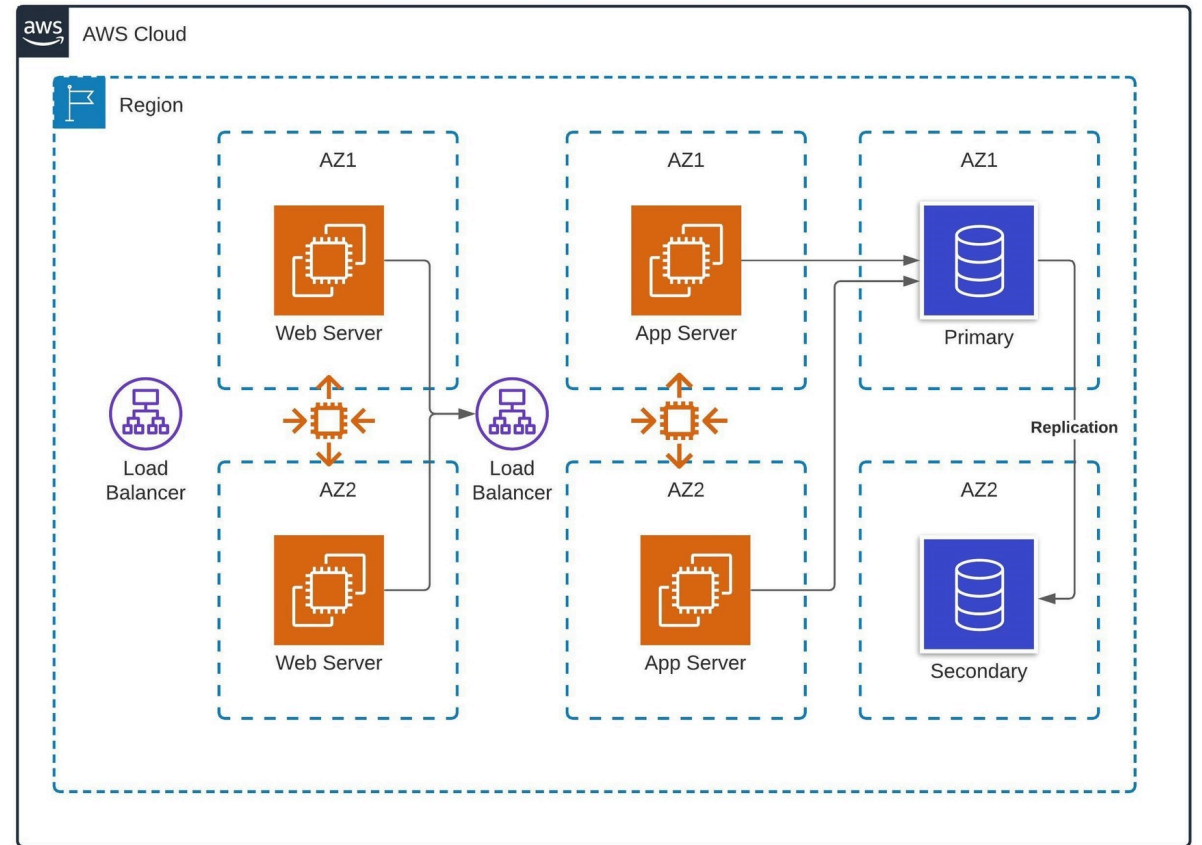 aws
AWS Cloud
Region
AZ1
AZ1
AZ1
Web Server
App Server
Primary
Load
Balancer
Load
Balancer
Replication
AZ2
AZ2
AZ2
Web Server
App Server
Secondary